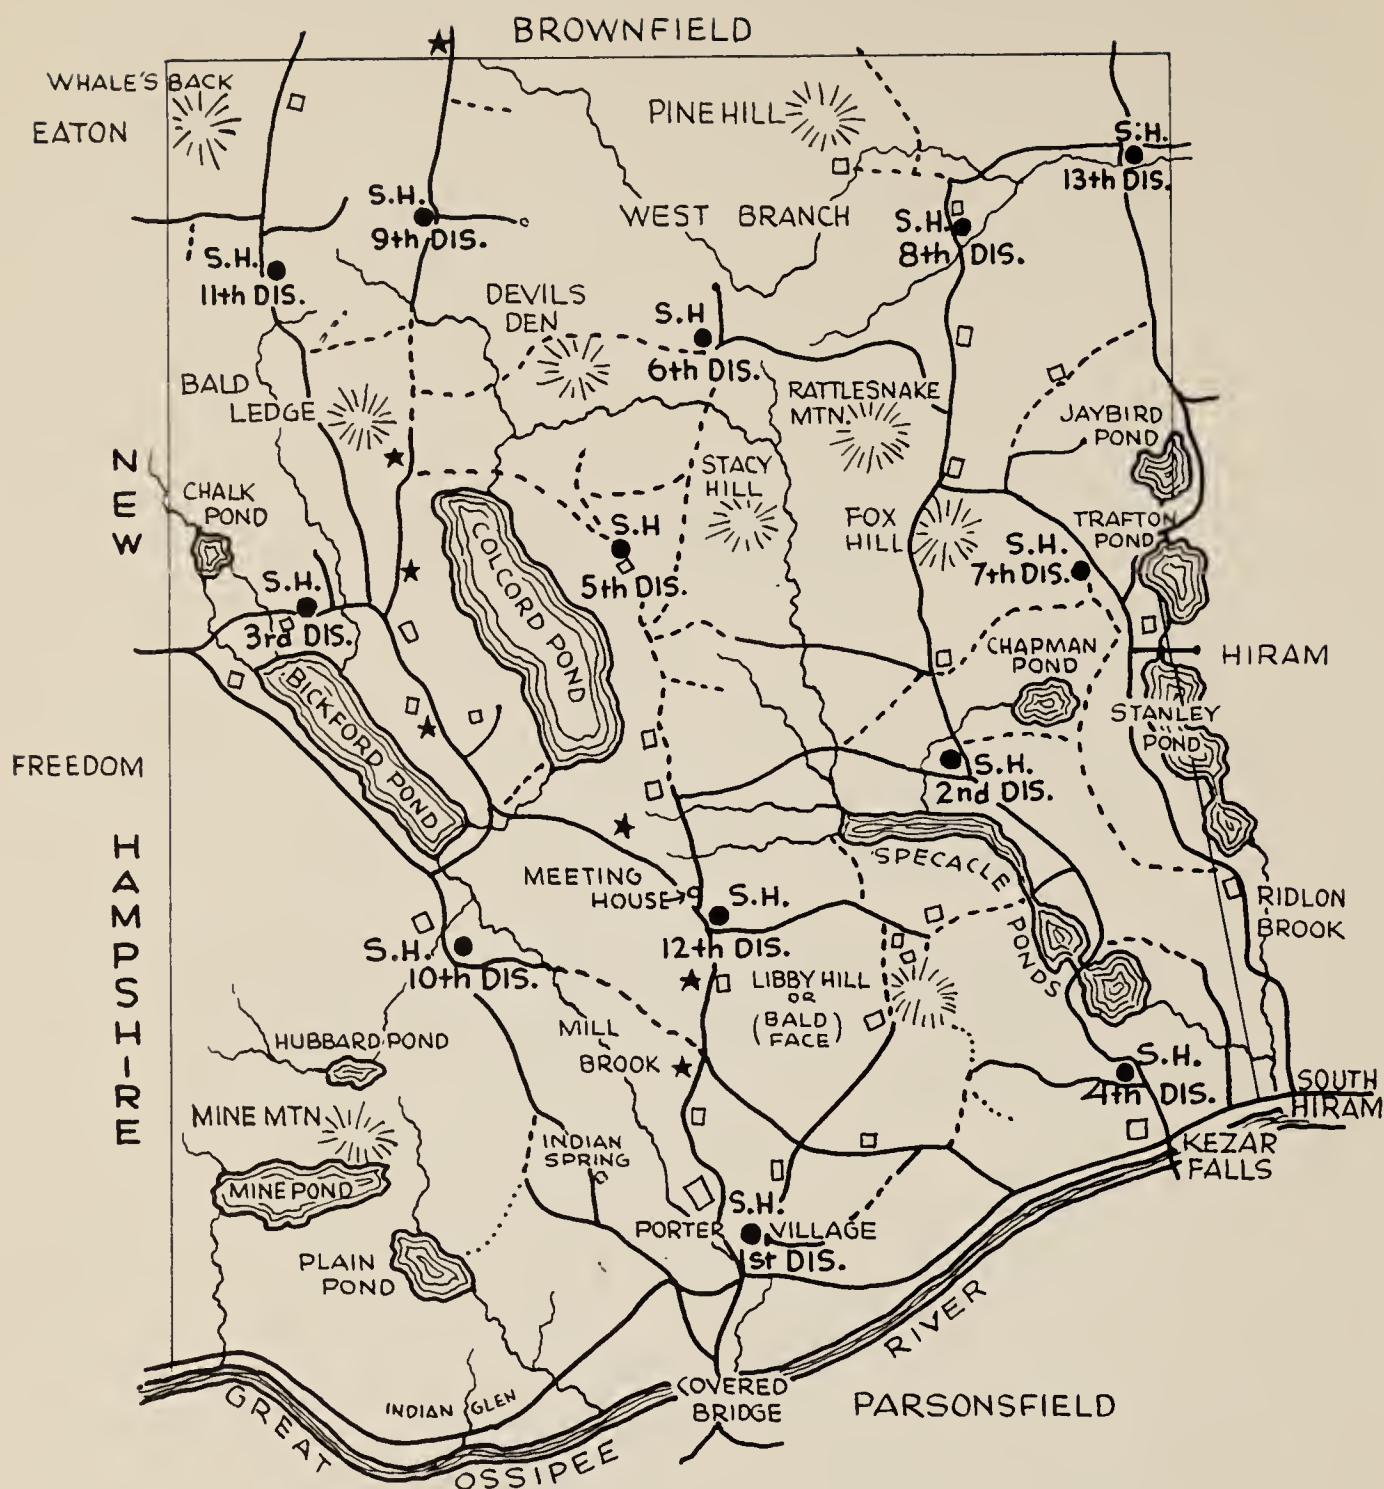 BROWNFIELD
WHALE'S BACK
EATON
PINE HILL
S.H.
13th DIS.
S.H.
9th DIS.
WEST BRANCH
S.H.
8th DIS.
S.H.
11th DIS.
DEVILS
DEN
S.H
6th DIS.
BALD
LEDGE
RATTLESNAKE
MTN.
JAYBIRD
POND
NEW
CHALK
POND
STACY
HILL
COLCORD POND
S.H
5th DIS.
FOX
HILL
TRAFTON
POND
S.H.
7th DIS.
S.H.
3rd DIS.
BICKFORD POND
CHAPMAN
POND
HIRAM
STANLEY
POND
FREEDOM
S.H.
2nd DIS.
HAMPSHIRE
SPECACLE
PONDS
MEETING
HOUSE
S.H.
12th DIS.
RIDLON
BROOK
S.H.
10th DIS.
LIBBY HILL
OR
(BALD
FACE)
MILL
BROOK
HUBBARD POND
S.H.
4th DIS.
SOUTH
HIRAM
MINE MTN.
INDIAN
SPRING
KEZAR
FALLS
MINE POND
S.H.
PORTER VILLAGE
1st DIS.
PLAIN
POND
GREAT OSSIPEE RIVER
INDIAN GLEN
COVERED
BRIDGE
PARSONSFIELD